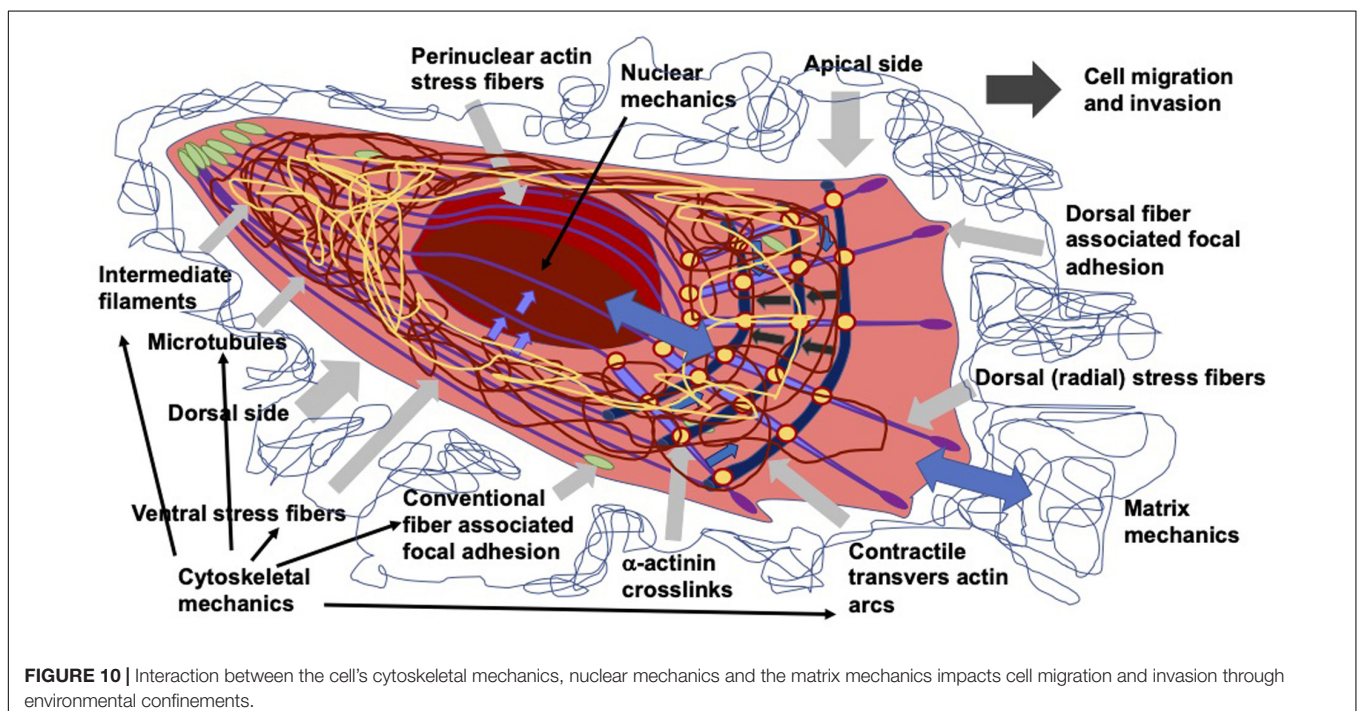 Perinuclear actin
stress fibers
Nuclear
mechanics
Apical side
Cell migration
and invasion
Dorsal fiber
associated focal
adhesion
Intermediate
filaments
Microtubules
Dorsal side
Dorsal (radial) stress fibers
Ventral stress fibers
Conventional
fiber associated
focal adhesion
Matrix
mechanics
Cytoskeletal
mechanics
α-actinin
crosslinks
Contractile
transvers actin
arcs
FIGURE 10 | Interaction between the cell's cytoskeletal mechanics, nuclear mechanics and the matrix mechanics impacts cell migration and invasion through
environmental confinements.